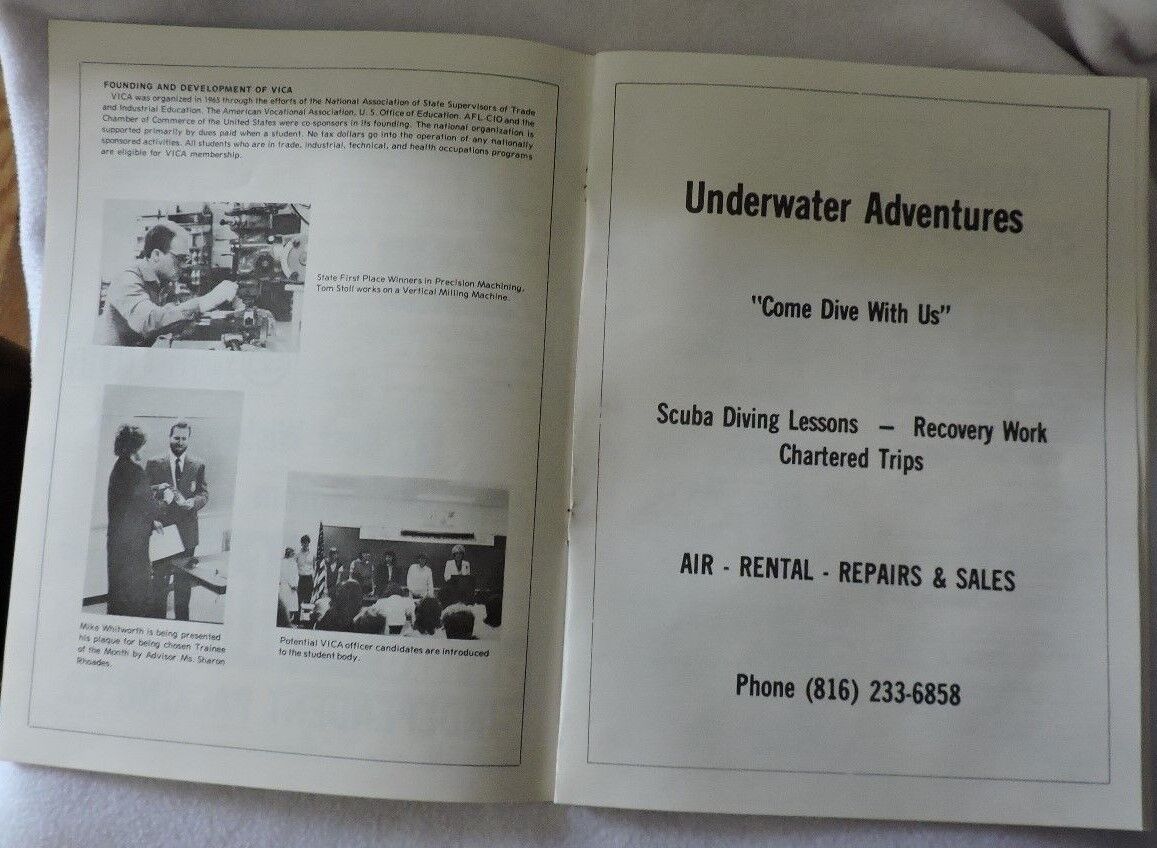 FOUNDING AND DEVELOPMENT OF VICA
VICA was organized in 1965 through the efforts of the National Association of State Supervisors of Trade
and Industrial Education. The American Vocational Association, U. S. Office of Education, AFL-CIO and the
Chamber of Commerce of the United States were co-sponsors in its founding. The national organization is
supported primarily by dues paid when a student. No tax dollars go into the operation of any nationally
sponsored activities. All students who are in trade, industrial, technical, and health occupations programs
are eligible for VICA membership.
State First Place Winners in Precision Machining,
Tom Stoll works on a Vertical Milling Machine.
Mike Whitworth is being presented
his plaque for being chosen Trainee
of the Month by Advisor Ms. Sharon
Rhoades.
Potential VICA officer candidates are introduced
to the student body.
Underwater Adventures
"Come Dive With Us"
Scuba Diving Lessons — Recovery Work
Chartered Trips
AIR - RENTAL - REPAIRS & SALES
Phone (816) 233-6858